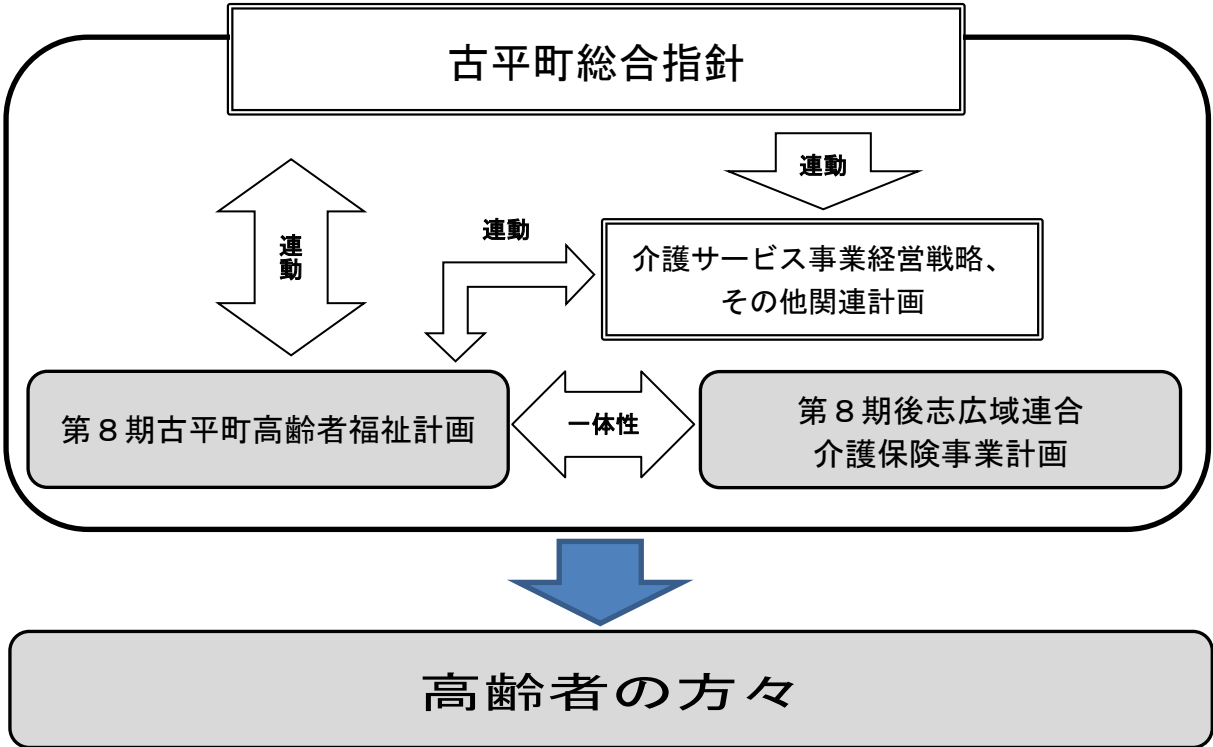 古平町総合指針
連動
連動
連動
介護サービス事業経営戦略、
その他関連計画
第８期古平町高齢者福祉計画
一体性
第８期後志広域連合
介護保険事業計画
高齢者の方々